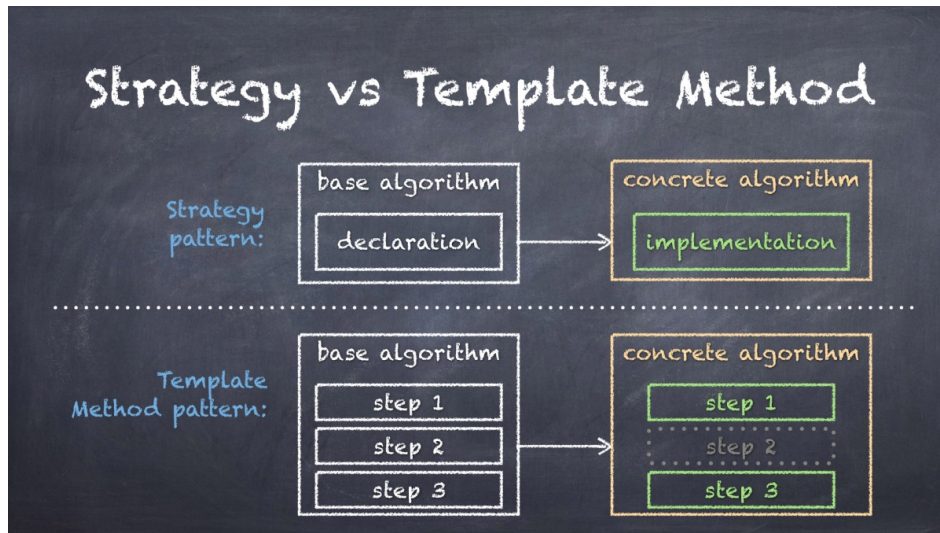 Strategy vs Template Method
Strategy
pattern:
base algorithm
declaration
concrete algorithm
implementation
Template
Method pattern:
base algorithm
step 1
step 2
step 3
concrete algorithm
step 1
step 2
step 3